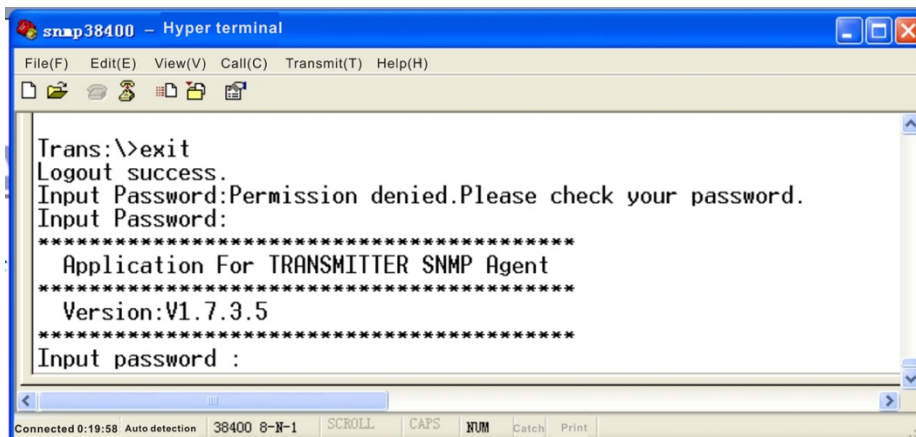 snmp38400 – Hyper terminal
File(F) Edit(E) View(V) Call(C) Transmit(T) Help(H)
Trans:\>exit
Logout success.
Input Password:Permission denied.Please check your password.
Input Password:
******************************************
Application For TRANSMITTER SNMP Agent
******************************************
Version:V1.7.3.5
******************************************
Input password :
Connected 0:19:58 Auto detection 38400 8-N-1 SCROLL CAPS NUM Catch Print